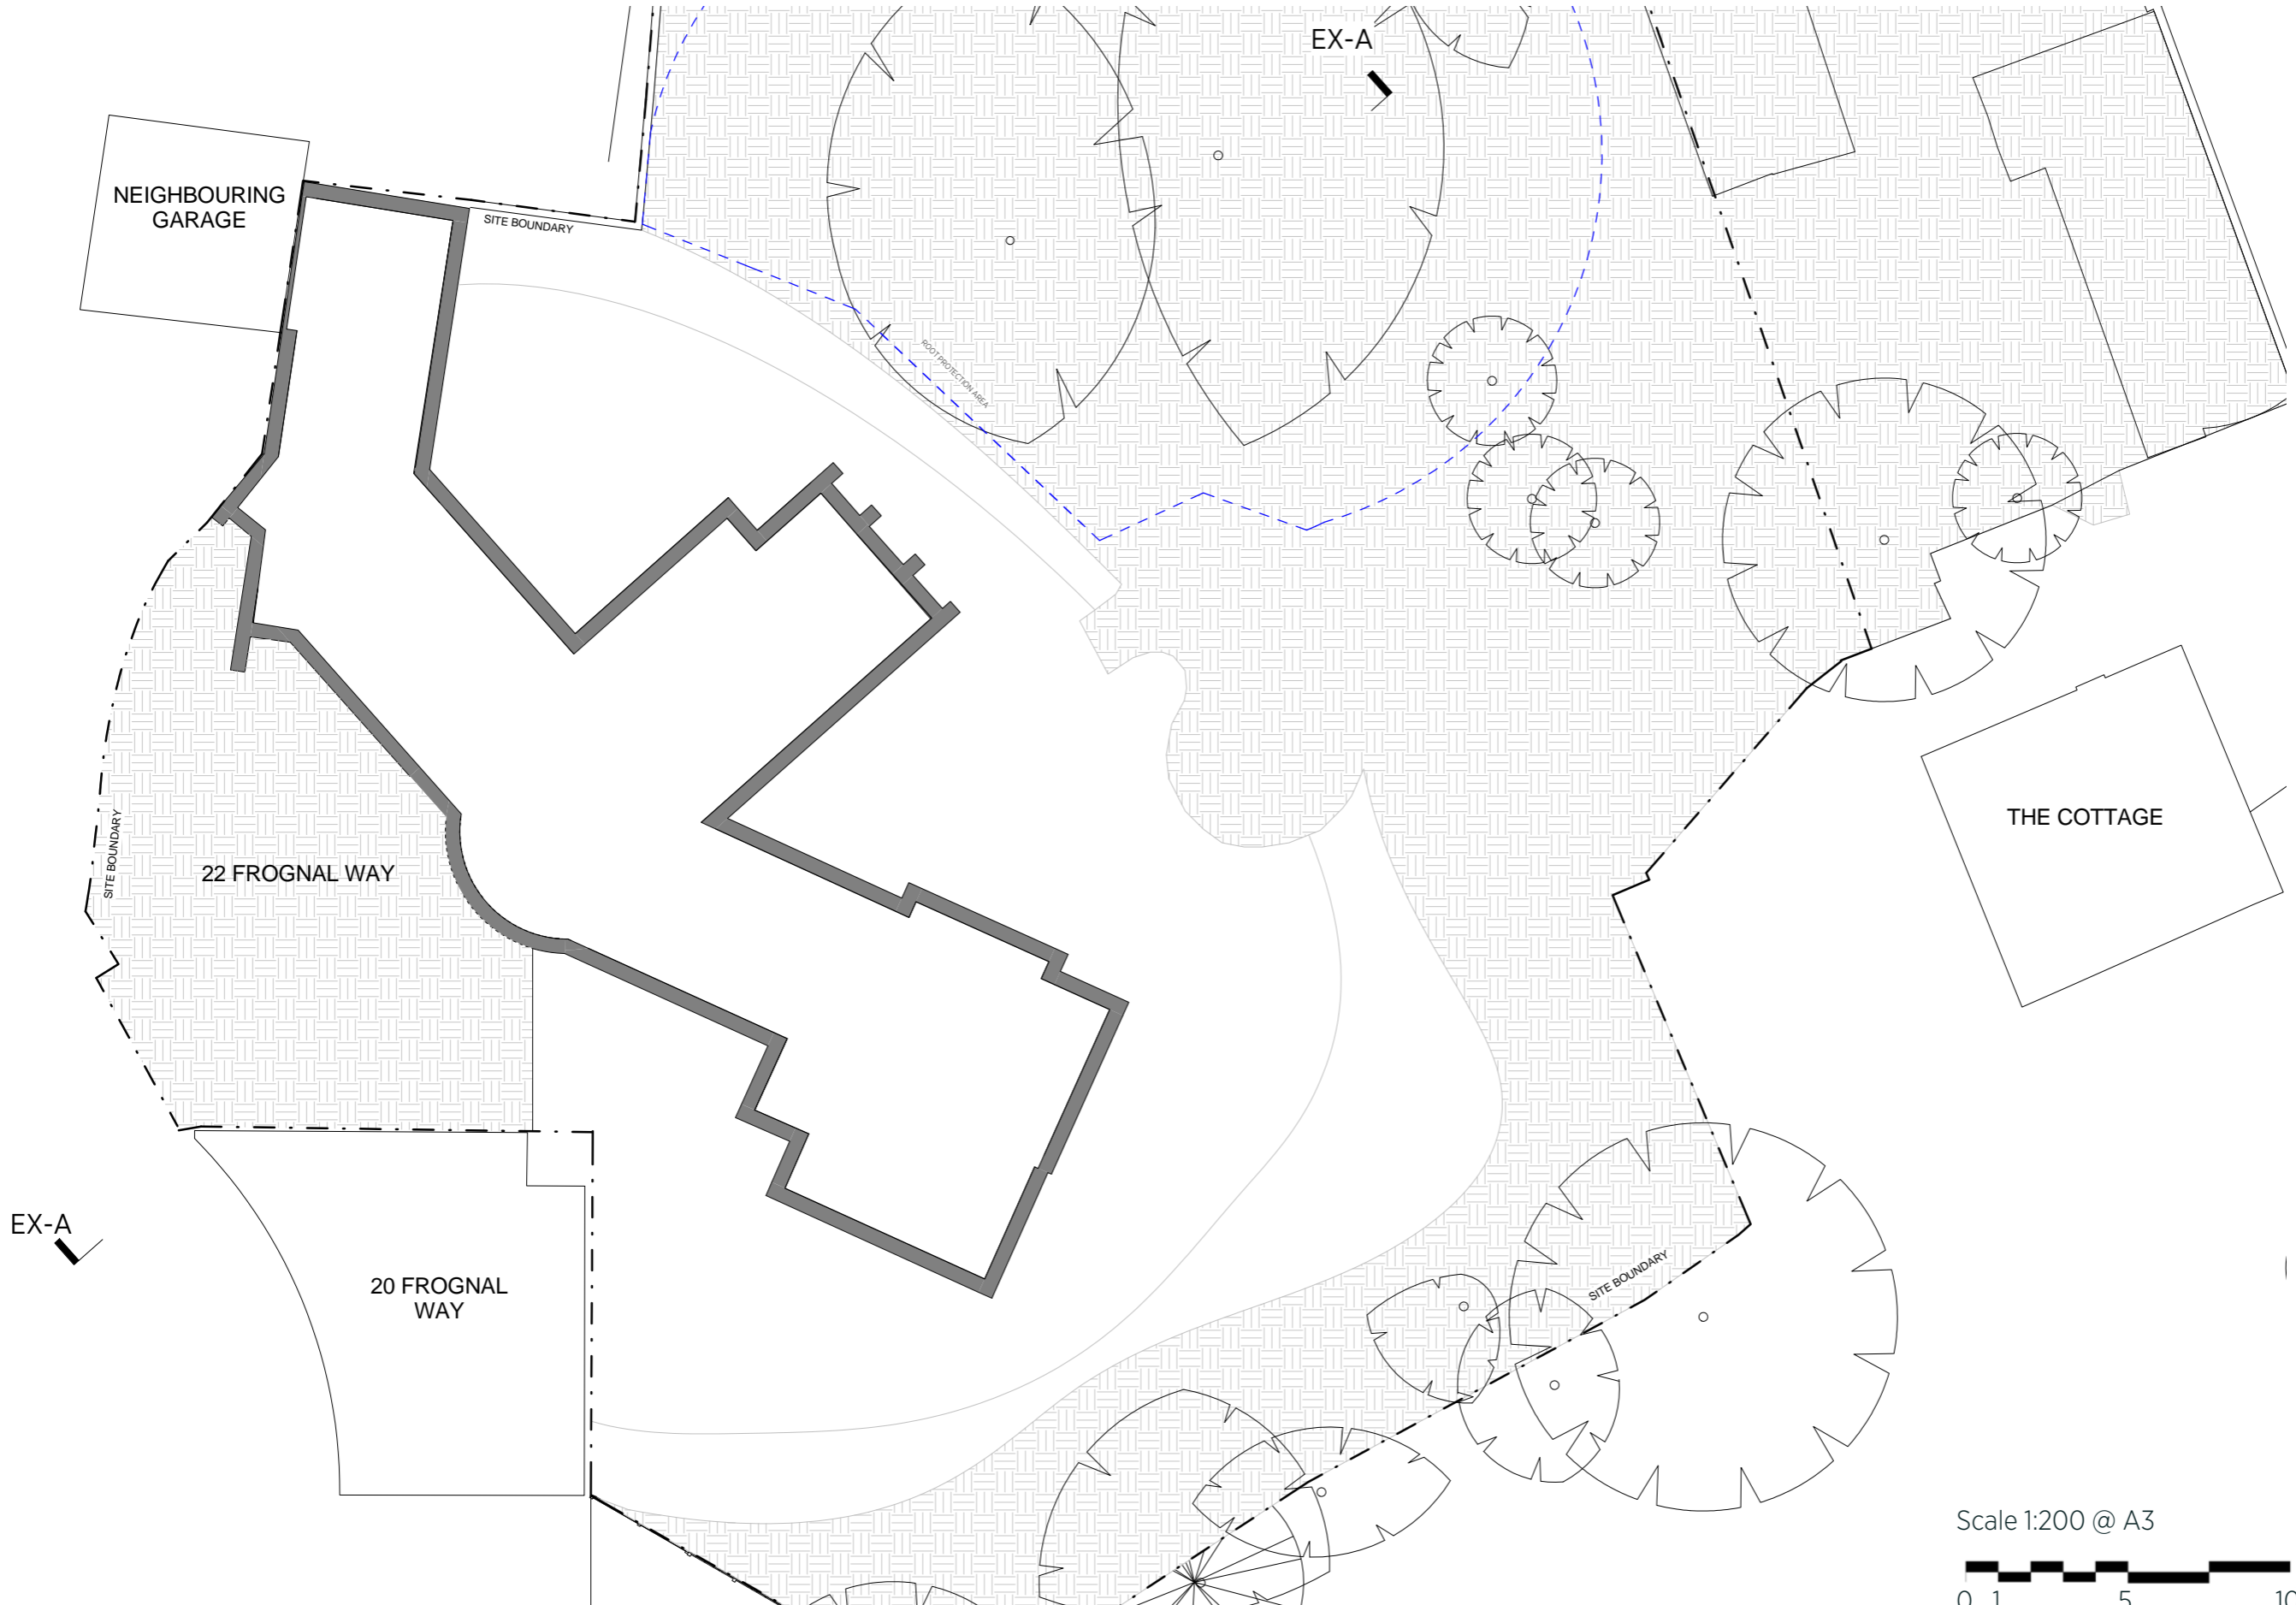 EX-A
NEIGHBOURING
GARAGE
SITE BOUNDARY
ROOT PROTECTION AREA
THE COTTAGE
SITE BOUNDARY
22 FROGNAL WAY
EX-A
20 FROGNAL
WAY
SITE BOUNDARY
Scale 1:200 @ A3
0 1 5 10